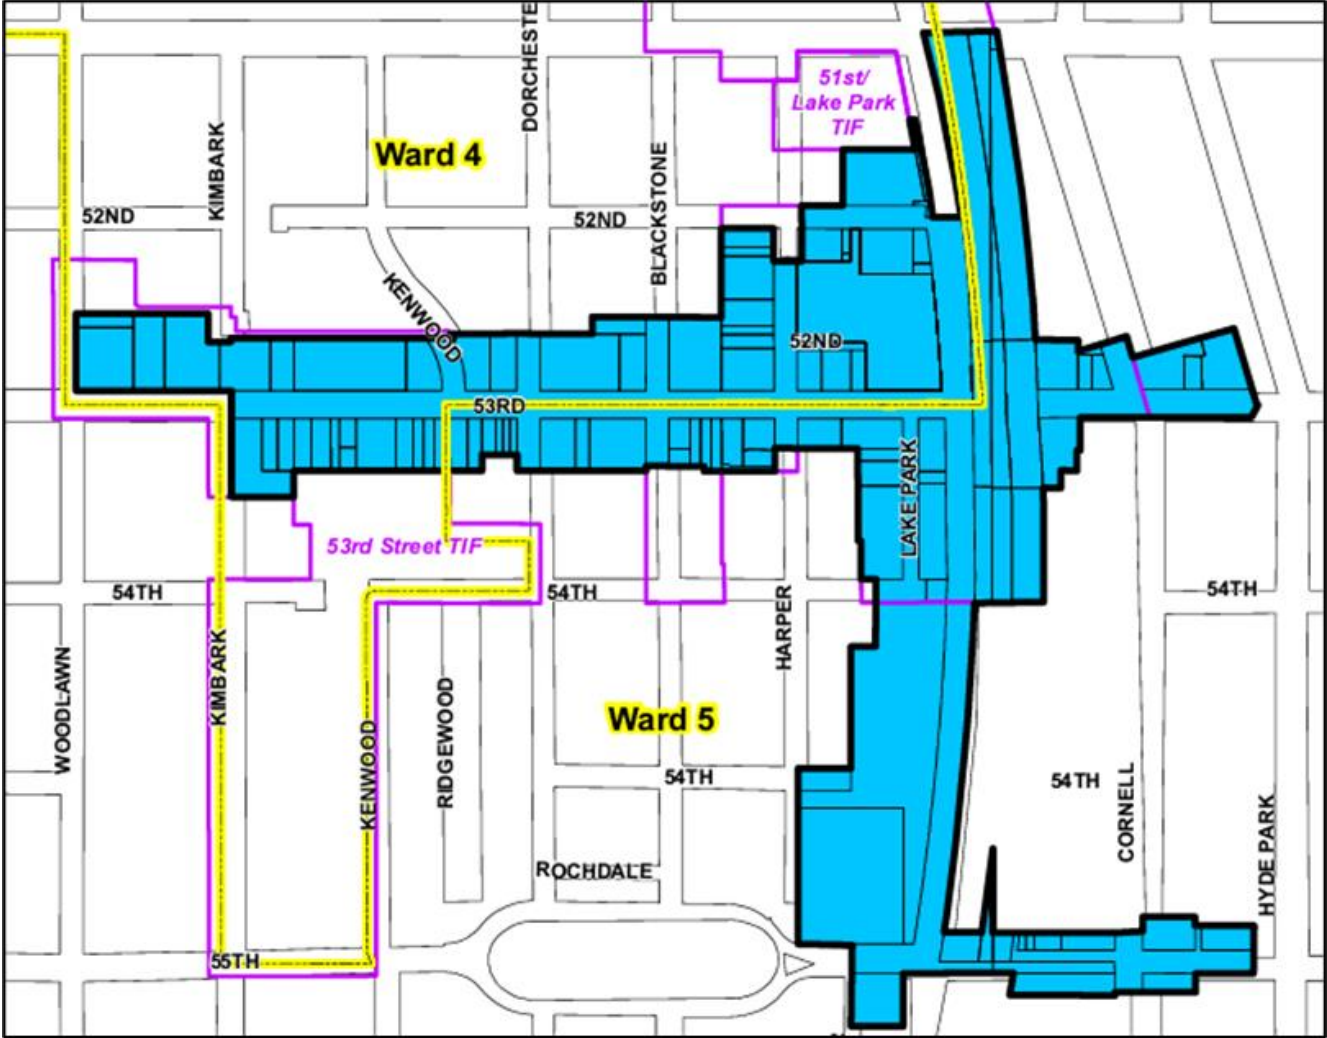 DORCHESTE
51st/
Lake Park
TIF
KIMBARK
Ward 4
BLACKSTONE
52ND
52ND
KENWOOD
52ND
53RD
LAKE PARK
53rd Street TIF
54TH
54TH
54TH
HARPER
WOODLAWN
KIMBARK
KENWOOD
RIDGEWOOD
Ward 5
54TH
54TH
CORNELL
HYDE PARK
ROCHDALE
55TH